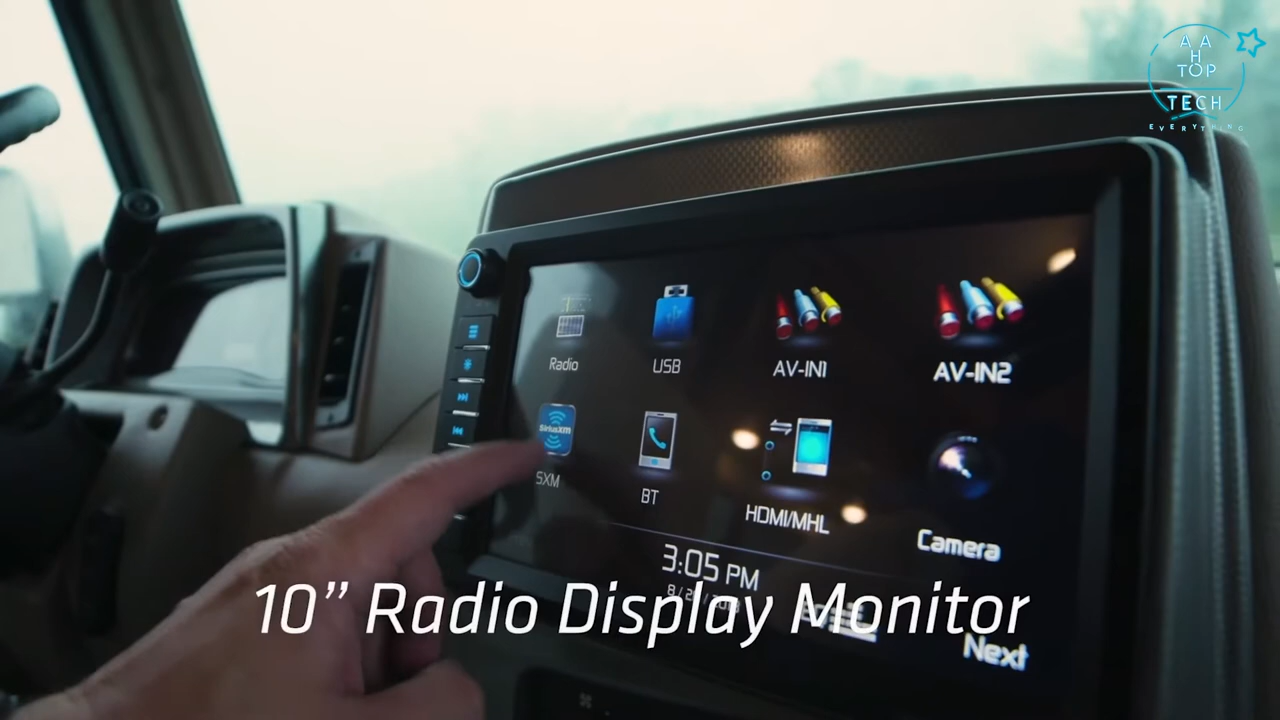 A A
H
TOP
TECH
EVERYTHING
Radio
USB
AV-IN1
AV-IN2
SiriusXM
SXM
BT
HDMI/MHL
Camera
3:05 PM
10” Radio Display Monitor
Next